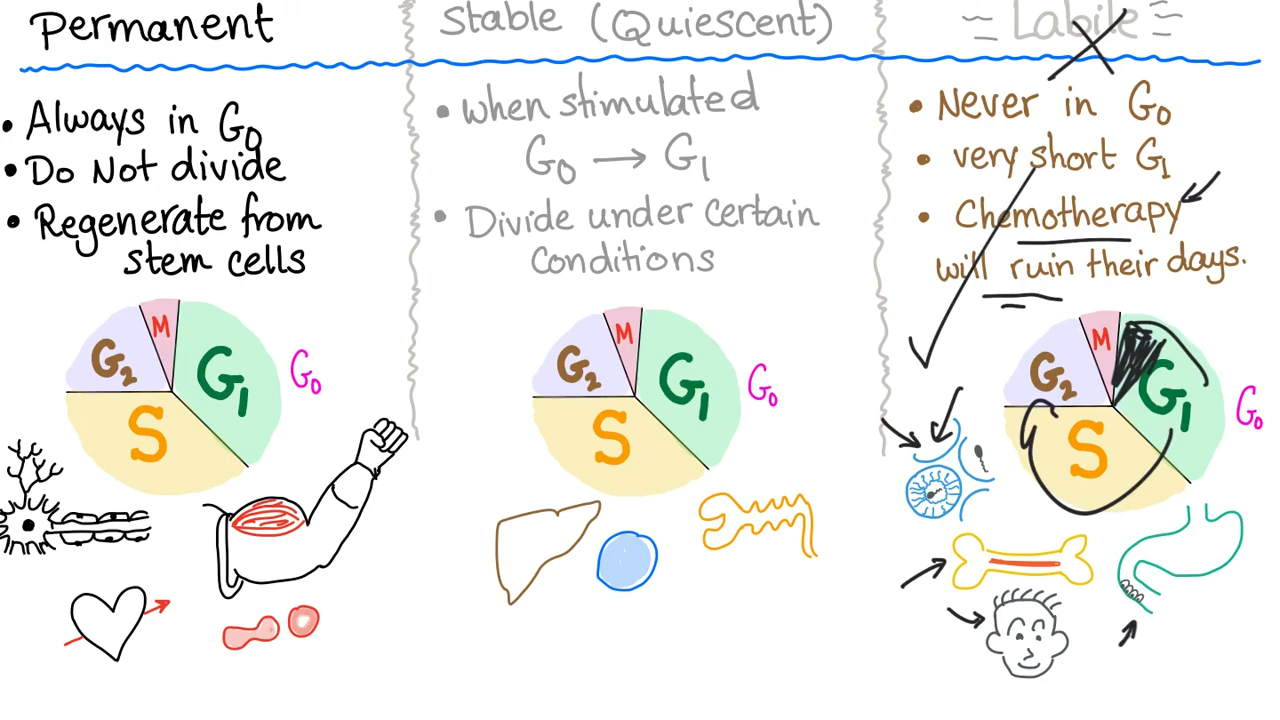 Permanent
• Always in G₀
• Do Not divide
• Regenerate from
stem cells
M
G₂
G₁
G₀
S
Stable (Quiescent)
• when stimulated
G₀ → G₁
• Divide under certain
Conditions
M
G₂
G₁
G₀
S
Labile
• Never in G₀
• very short G₁
• Chemotherapy
will ruin their days.
M
G₂
G₁
G₀
S